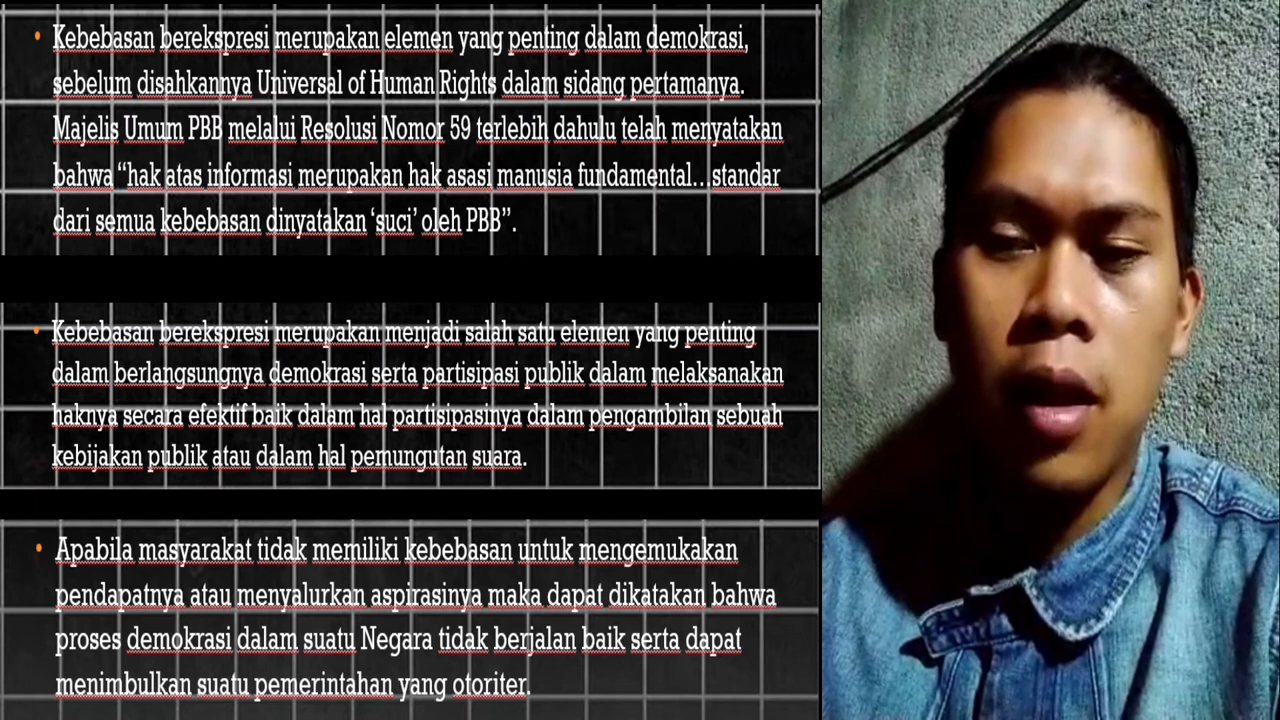 Kebebasan berekspresi merupakan elemen yang penting dalam demokrasi,
sebelum disahkannya Universal of Human Rights dalam sidang pertamanya.
Majelis Umum PBB melalui Resolusi Nomor 59 terlebih dahulu telah menyatakan
bahwa “hak atas informasi merupakan hak asasi manusia fundamental…standar
dari semua kebebasan dinyatakan ‘suci’ oleh PBB”.
Kebebasan berekspresi merupakan menjadi salah satu elemen yang penting
dalam berlangsungnya demokrasi serta partisipasi publik dalam melaksanakan
haknya secara efektif baik dalam hal partisipasinya dalam pengambilan sebuah
kebijakan publik atau dalam hal pemungutan suara.
Apabila masyarakat tidak memiliki kebebasan untuk mengemukakan
pendapatnya atau menyalurkan aspirasinya maka dapat dikatakan bahwa
proses demokrasi dalam suatu Negara tidak berjalan baik serta dapat
menimbulkan suatu pemerintahan yang otoriter.